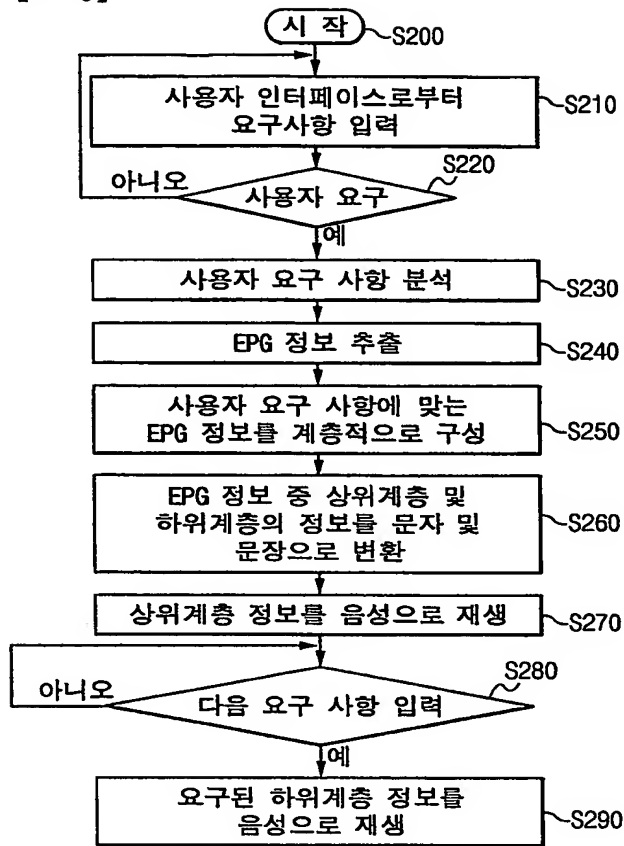 시 작
S200
사용자 인터페이스로부터
요구사항 입력
S210
S220
아니오
사용자 요구
예
사용자 요구 사항 분석
S230
EPG 정보 추출
S240
사용자 요구 사항에 맞는
EPG 정보를 계층적으로 구성
S250
EPG 정보 중 상위계층 및
하위계층의 정보를 문자 및
문장으로 변환
S260
상위계층 정보를 음성으로 재생
S270
S280
아니오
다음 요구 사항 입력
예
요구된 하위계층 정보를
음성으로 재생
S290